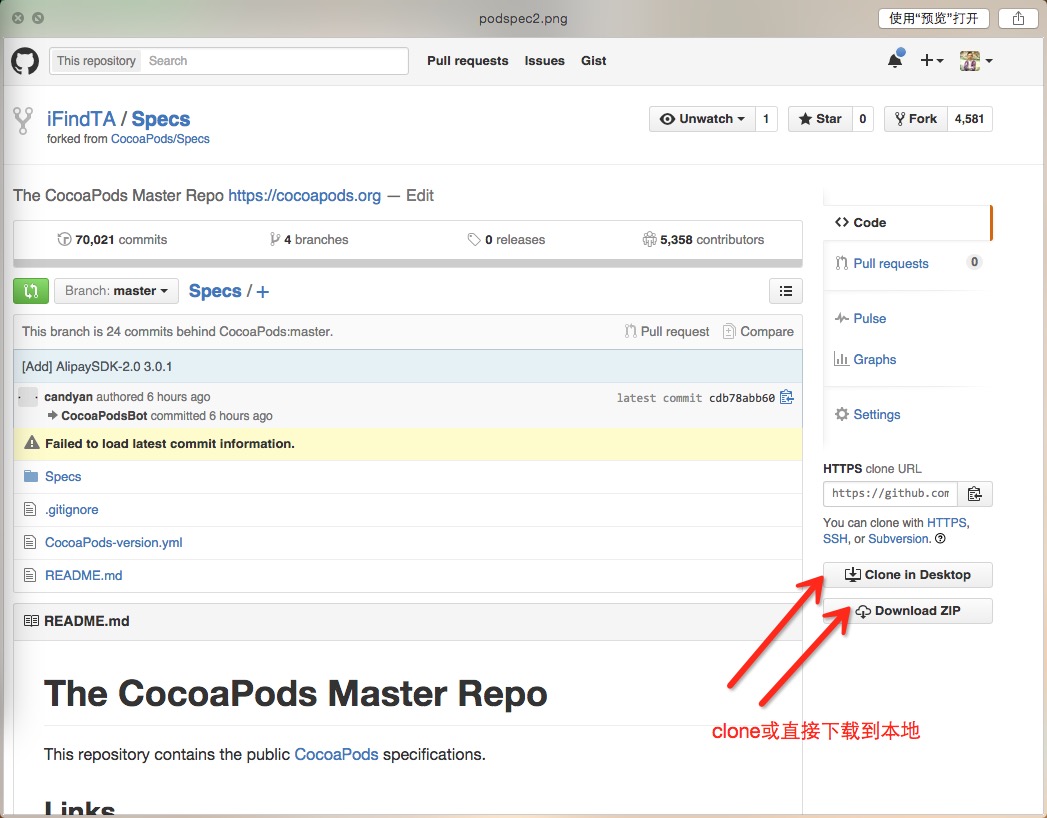 podspec2.png
使用“预览”打开
This repository Search
Pull requests Issues Gist
iFindTA / Specs
forked from CocoaPods/Specs
Unwatch 1
Star 0
Fork 4,581
The CocoaPods Master Repo https://cocoapods.org — Edit
70,021 commits
4 branches
0 releases
5,358 contributors
Branch: master
Specs / +
This branch is 24 commits behind CocoaPods:master.
Pull request
Compare
[Add] AlipaySDK-2.0 3.0.1
candyan authored 6 hours ago
latest commit cdb78abb60
CocoaPodsBot committed 6 hours ago
Failed to load latest commit information.
Specs
.gitignore
CocoaPods-version.yml
README.md
README.md
The CocoaPods Master Repo
This repository contains the public CocoaPods specifications.
Links
Code
Pull requests 0
Pulse
Graphs
Settings
HTTPS clone URL
https://github.com
You can clone with HTTPS,
SSH, or Subversion.
Clone in Desktop
Download ZIP
clone或直接下载到本地